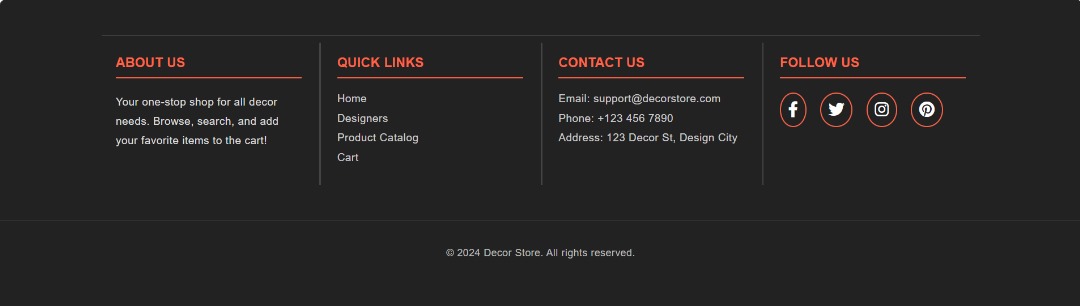 ABOUT US
Your one-stop shop for all decor
needs. Browse, search, and add
your favorite items to the cart!
QUICK LINKS
Home
Designers
Product Catalog
Cart
CONTACT US
Email: support@decorstore.com
Phone: +123 456 7890
Address: 123 Decor St, Design City
FOLLOW US
© 2024 Decor Store. All rights reserved.